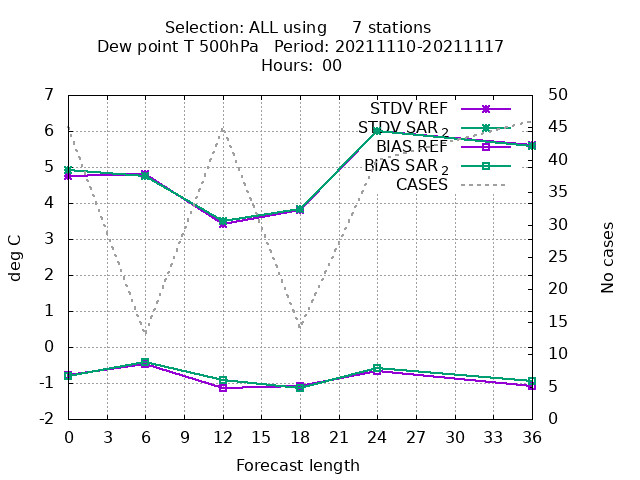 Selection: ALL using     7 stations
Dew point T 500hPa   Period: 20211110-20211117
Hours: 00
STDV REF
STDV SAR_2
BIAS REF
BIAS SAR_2
CASES
deg C
7
6
5
4
3
2
1
0
-1
-2
50
45
40
35
30
25
20
15
10
5
0
No cases
0 3 6 9 12 15 18 21 24 27 30 33 36
Forecast length